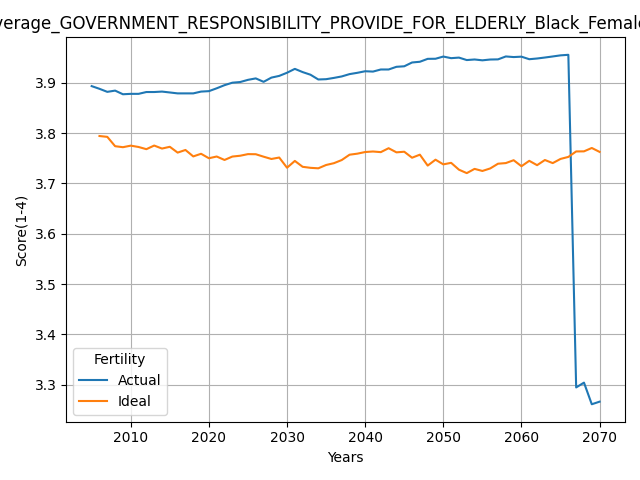 verage_GOVERNMENT_RESPONSIBILITY_PROVIDE_FOR_ELDERLY_Black_Female
3.9
3.8
3.7
3.6
3.5
3.4
3.3
Score(1-4)
Fertility
Actual
Ideal
2010 2020 2030 2040 2050 2060 2070
Years